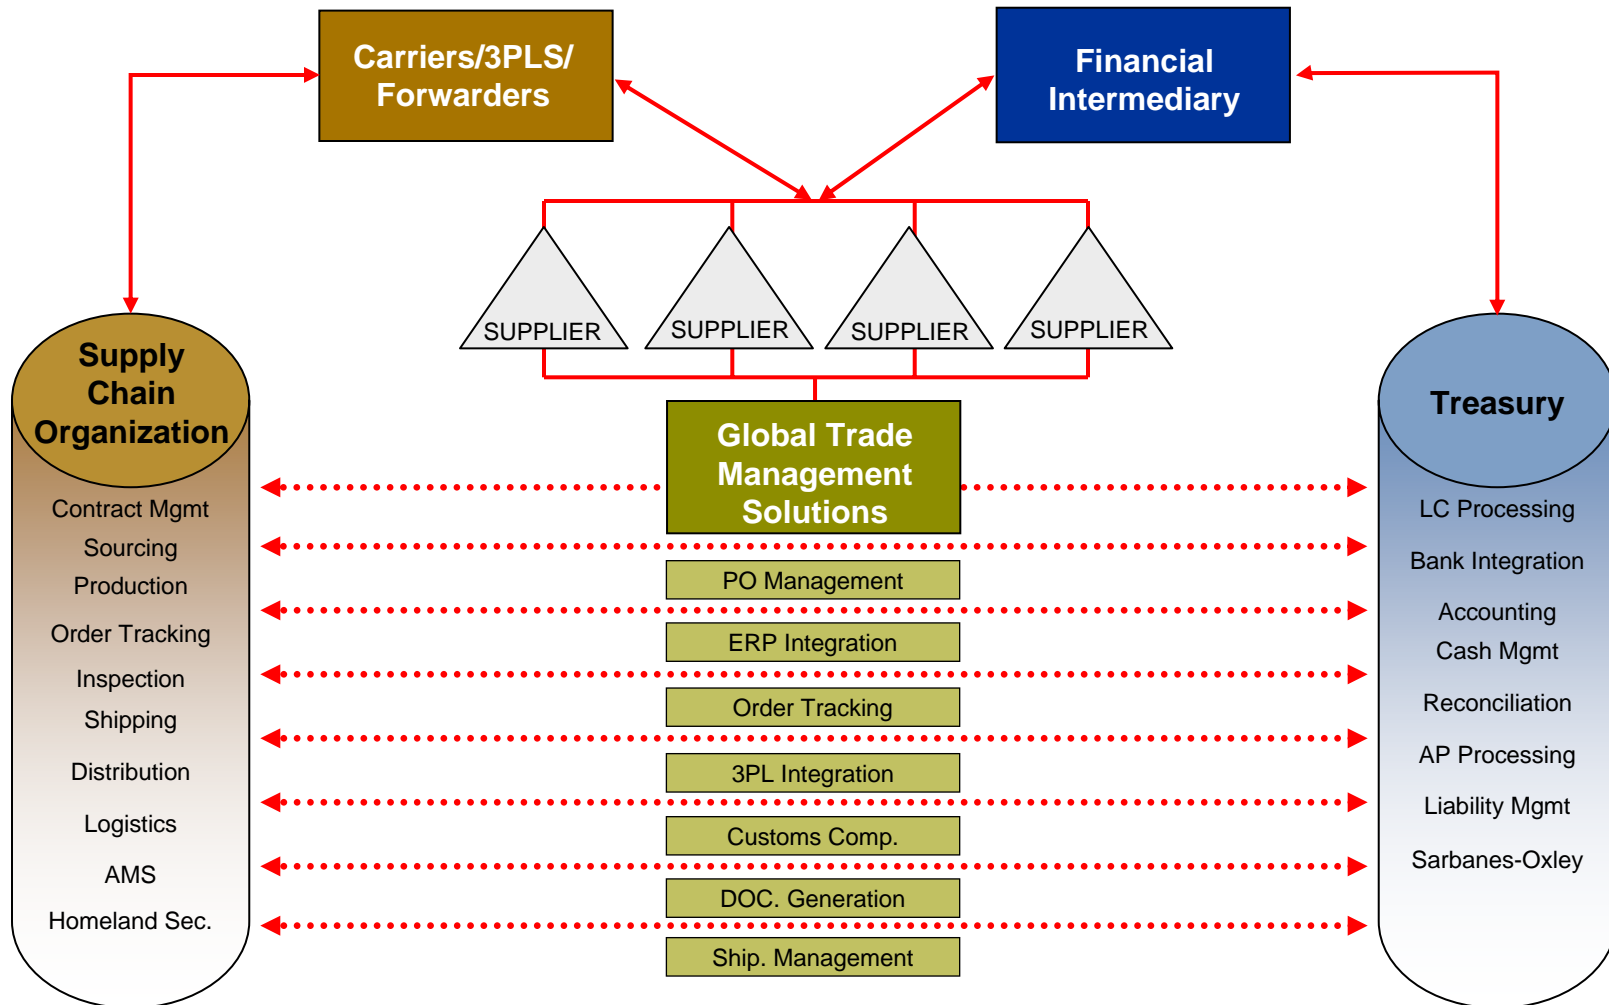 Carriers/3PLS/
Forwarders
Financial
Intermediary
SUPPLIER
SUPPLIER
SUPPLIER
SUPPLIER
Supply
Chain
Organization
Contract Mgmt
Sourcing
Production
Order Tracking
Inspection
Shipping
Distribution
Logistics
AMS
Homeland Sec.
Global Trade
Management
Solutions
PO Management
ERP Integration
Order Tracking
3PL Integration
Customs Comp.
DOC. Generation
Ship. Management
Treasury
LC Processing
Bank Integration
Accounting
Cash Mgmt
Reconciliation
AP Processing
Liability Mgmt
Sarbanes-Oxley